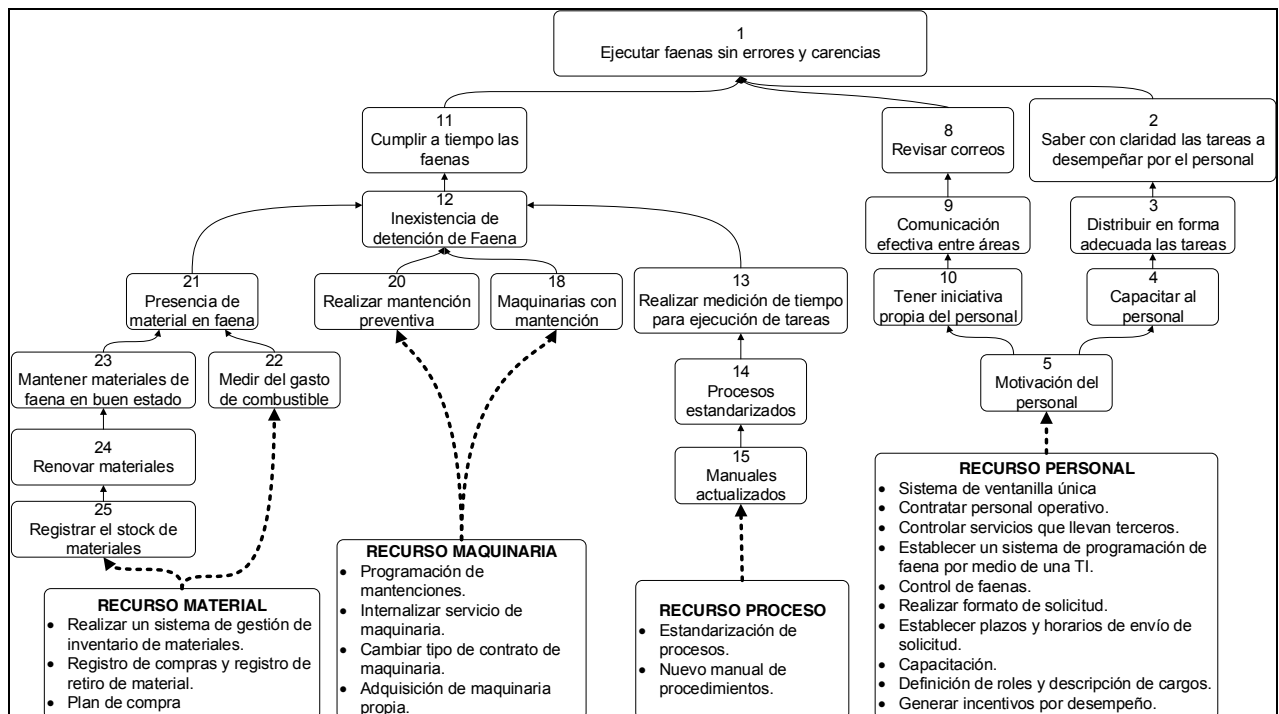 1
Ejecutar faenas sin errores y carencias
11
Cumplir a tiempo las
faenas
8
Revisar correos
2
Saber con claridad las tareas a
desempeñar por el personal
12
Inexistencia de
detención de Faena
9
Comunicación
efectiva entre áreas
3
Distribuir en forma
adecuada las tareas
21
Presencia de
material en faena
20
Realizar mantención
preventiva
18
Maquinarias con
mantención
13
Realizar medición de tiempo
para ejecución de tareas
10
Tener iniciativa
propia del personal
4
Capacitar al
personal
23
Mantener materiales de
faena en buen estado
22
Medir del gasto
de combustible
14
Procesos
estandarizados
5
Motivación del
personal
24
Renovar materiales
15
Manuales
actualizados
25
Registrar el stock de
materiales
RECURSO MATERIAL
• Realizar un sistema de gestión de
inventario de materiales.
• Registro de compras y registro de
retiro de material.
• Plan de compra
RECURSO MAQUINARIA
• Programación de
mantenciones.
• Internalizar servicio de
maquinaria.
• Cambiar tipo de contrato de
maquinaria.
• Adquisición de maquinaria
propia.
RECURSO PROCESO
• Estandarización de
procesos.
• Nuevo manual de
procedimientos.
RECURSO PERSONAL
• Sistema de ventanilla única
• Contratar personal operativo.
• Controlar servicios que llevan terceros.
• Establecer un sistema de programación de
faena por medio de una TI.
• Control de faenas.
• Realizar formato de solicitud.
• Establecer plazos y horarios de envío de
solicitud.
• Capacitación.
• Definición de roles y descripción de cargos.
• Generar incentivos por desempeño.